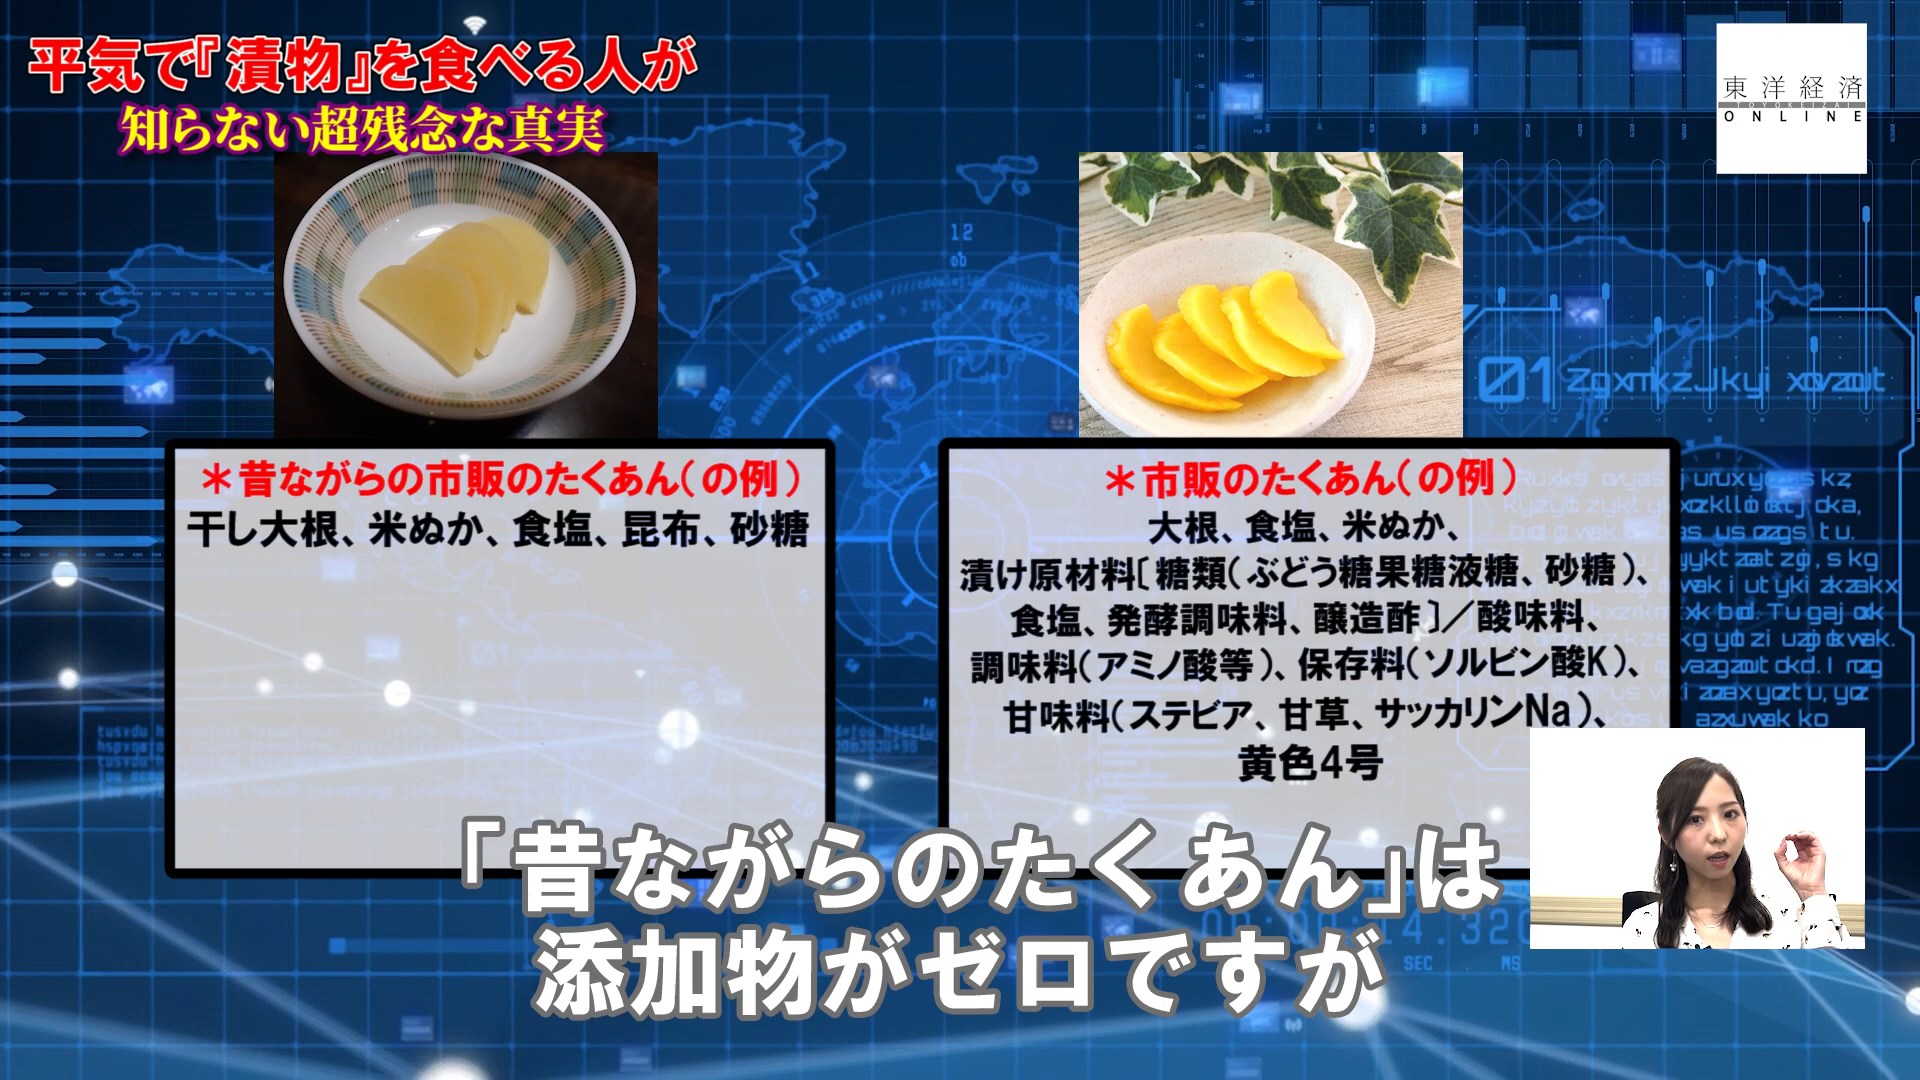 平気で『漬物』を食べる人が
知らない超残念な真実
東洋経済
TOYOKEIZAI
ONLINE
＊昔ながらの市販のたくあん（の例）
干し大根、米ぬか、食塩、昆布、砂糖
＊市販のたくあん（の例）
大根、食塩、米ぬか、
漬け原材料〔糖類（ぶどう糖果糖液糖、砂糖）、
食塩、発酵調味料、醸造酢〕／酸味料、
調味料（アミノ酸等）、保存料（ソルビン酸K）、
甘味料（ステビア、甘草、サッカリンNa）、
黄色4号
「昔ながらのたくあん」は
添加物がゼロですが
12
01
SEC
MS